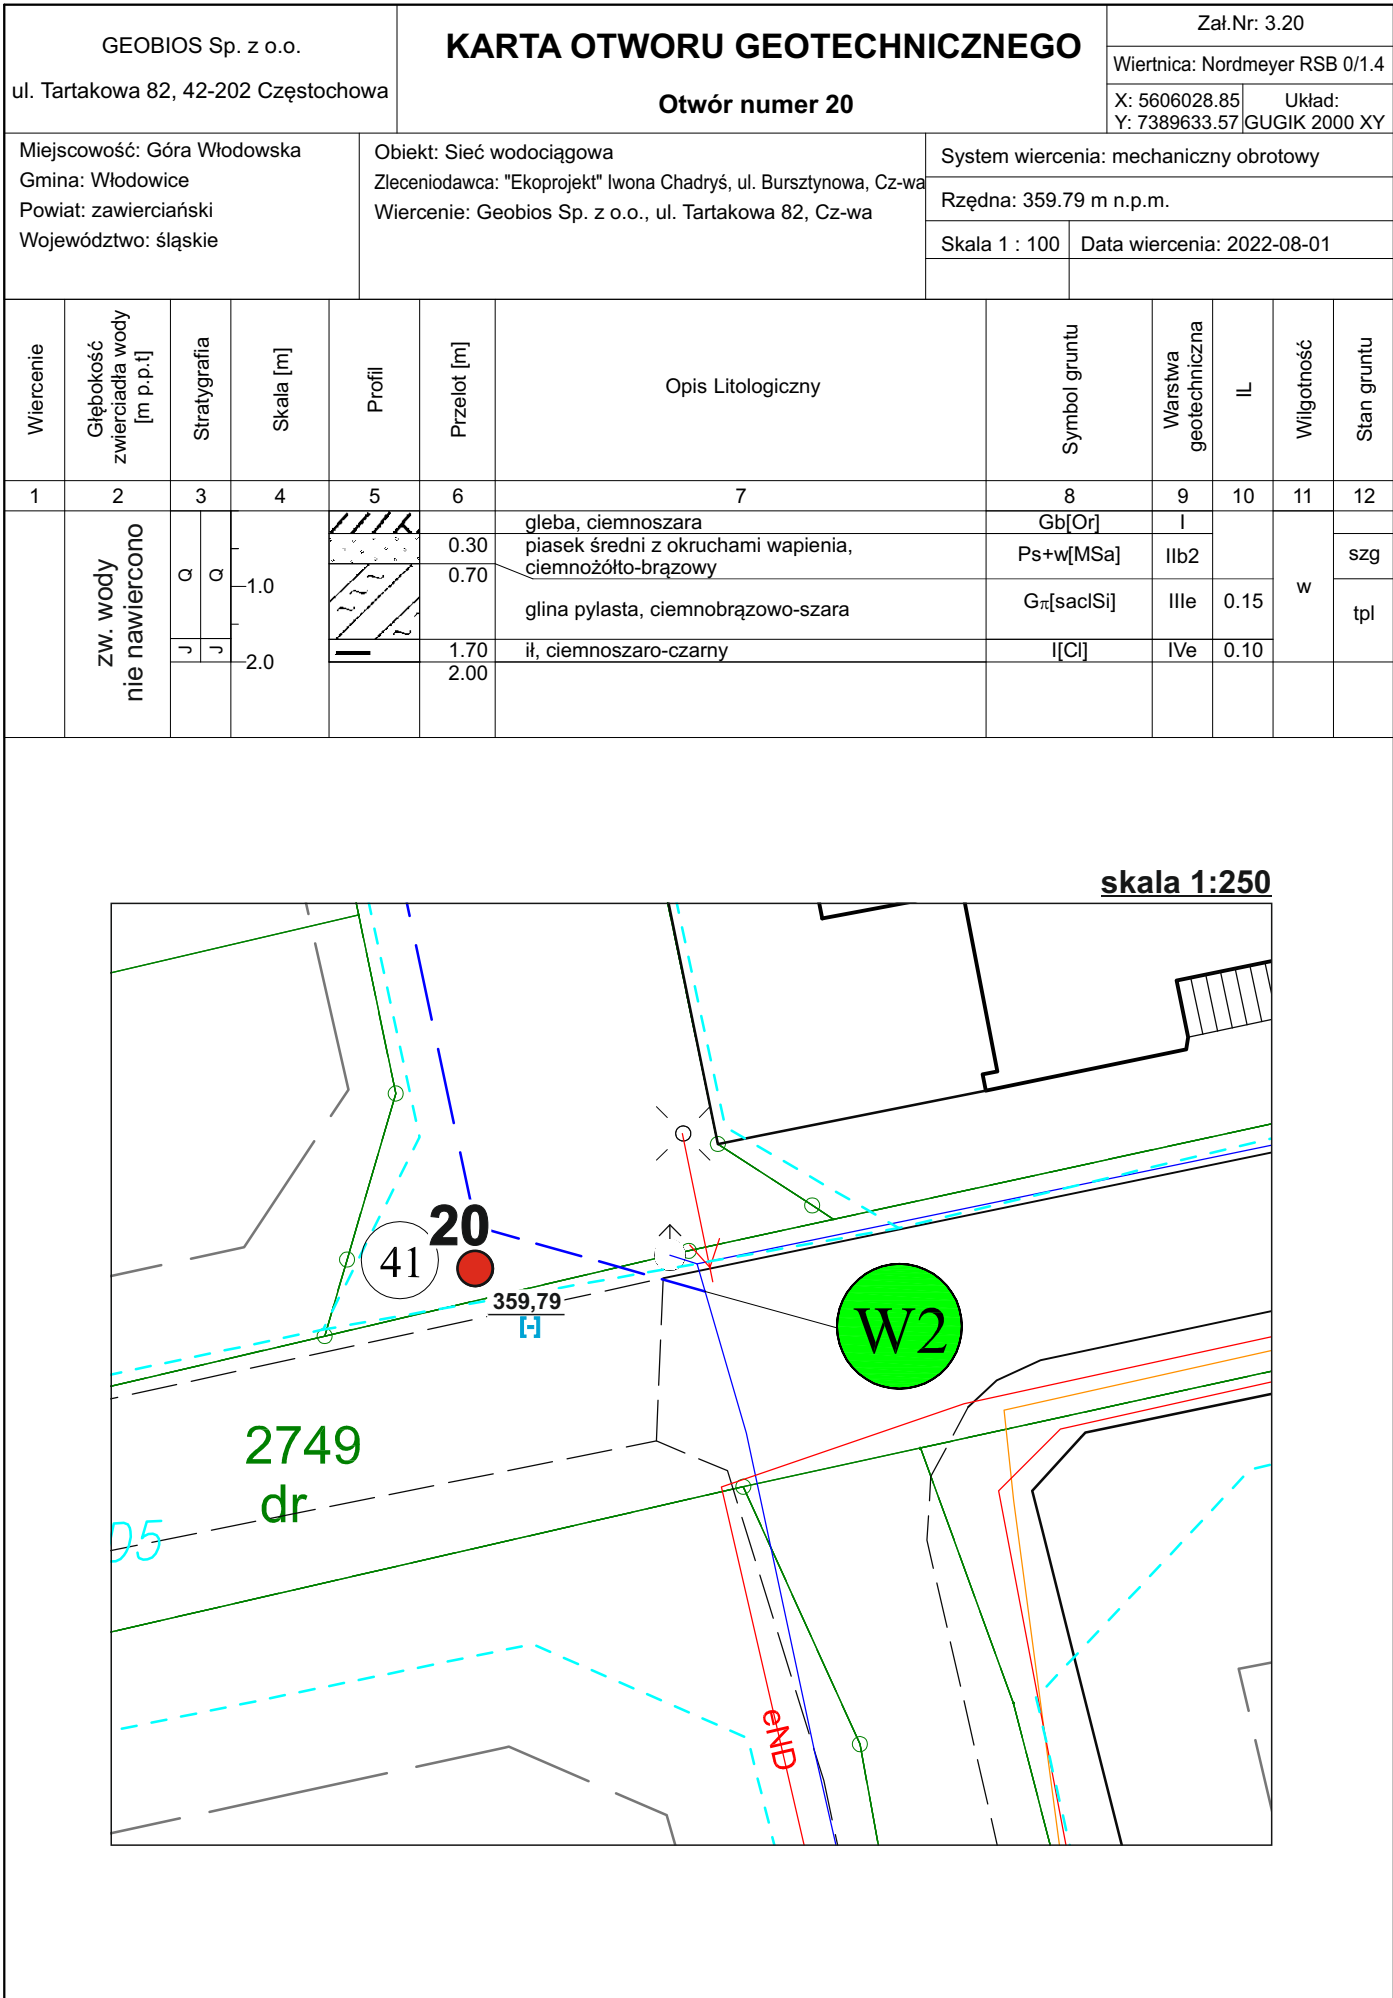 GEOBIOS Sp. z o.o.
ul. Tartakowa 82, 42-202 Częstochowa
KARTA OTWORU GEOTECHNICZNEGO
Otwór numer 20
Zał.Nr: 3.20
Wiertnica: Nordmeyer RSB 0/1.4
X: 5606028.85
Y: 7389633.57
Układ:
GUGIK 2000 XY
Miejscowość: Góra Włodowska
Gmina: Włodowice
Powiat: zawierciański
Województwo: śląskie
Obiekt: Sieć wodociągowa
Zleceniodawca: "Ekoprojekt" Iwona Chadryś, ul. Bursztynowa, Cz-wa
Wiercenie: Geobios Sp. z o.o., ul. Tartakowa 82, Cz-wa
System wiercenia: mechaniczny obrotowy
Rzędna: 359.79 m n.p.m.
Skala 1 : 100
Data wiercenia: 2022-08-01
Wiercenie
Głębokość
zwierciadła wody
[m p.p.t]
Stratygrafia
Skala [m]
Profil
Przelot [m]
Opis Litologiczny
Symbol gruntu
Warstwa
geotechniczna
IL
Wilgotność
Stan gruntu
1 2 3 4 5 6 7 8 9 10 11 12
zw. wody
nie nawiercono
Q Q
J J
1.0
2.0
gleba, ciemnoszara Gb[Or] I
0.30 piasek średni z okruchami wapienia,
ciemnożółto-brązowy
Ps+w[MSa] IIb2 szg
0.70
glina pylasta, ciemnobrązowo-szara Gπ[saclSi] IIIe 0.15 w tpl
1.70 ił, ciemnoszaro-czarny I[Cl] IVe 0.10
2.00
skala 1:250
20
41
359,79
[-]
W2
2749
dr
D5
eND